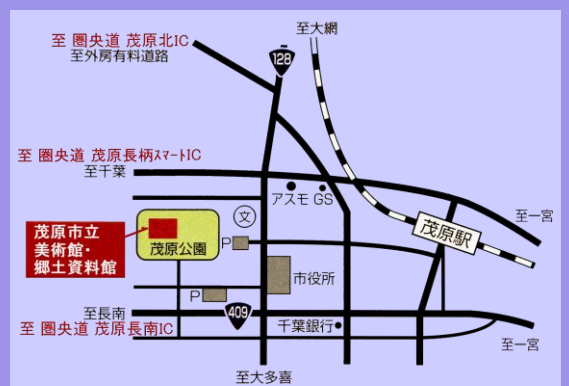 至 圏央道 茂原北IC
至外房有料道路
至大網
128
至 圏央道 茂原長柄ｽﾏｰﾄIC
至千葉
アスモ GS
文
至一宮
茂原市立
美術館・
郷土資料館
茂原公園
P
茂原駅
市役所
P
至長南
409
至 圏央道 茂原長南IC
千葉銀行
至一宮
至大多喜